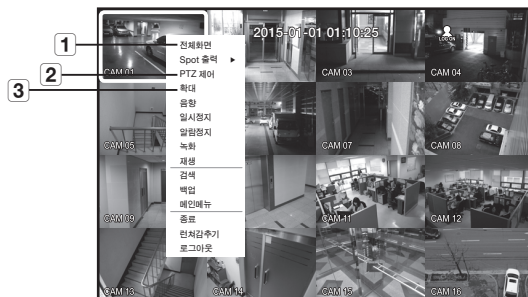 1
2
3
2015-01-01 01:10:25
LOG ON
CAM 01
CAM 03
CAM 04
전체화면
Spot 출력 ▶
PTZ 제어
확대
음향
일시정지
알람정지
녹화
재생
검색
백업
메인메뉴
종료
런쳐감추기
로그아웃
CAM 05
CAM 07
CAM 08
CAM 09
CAM 11
CAM 12
CAM 13
CAM 14
CAM 15
CAM 16